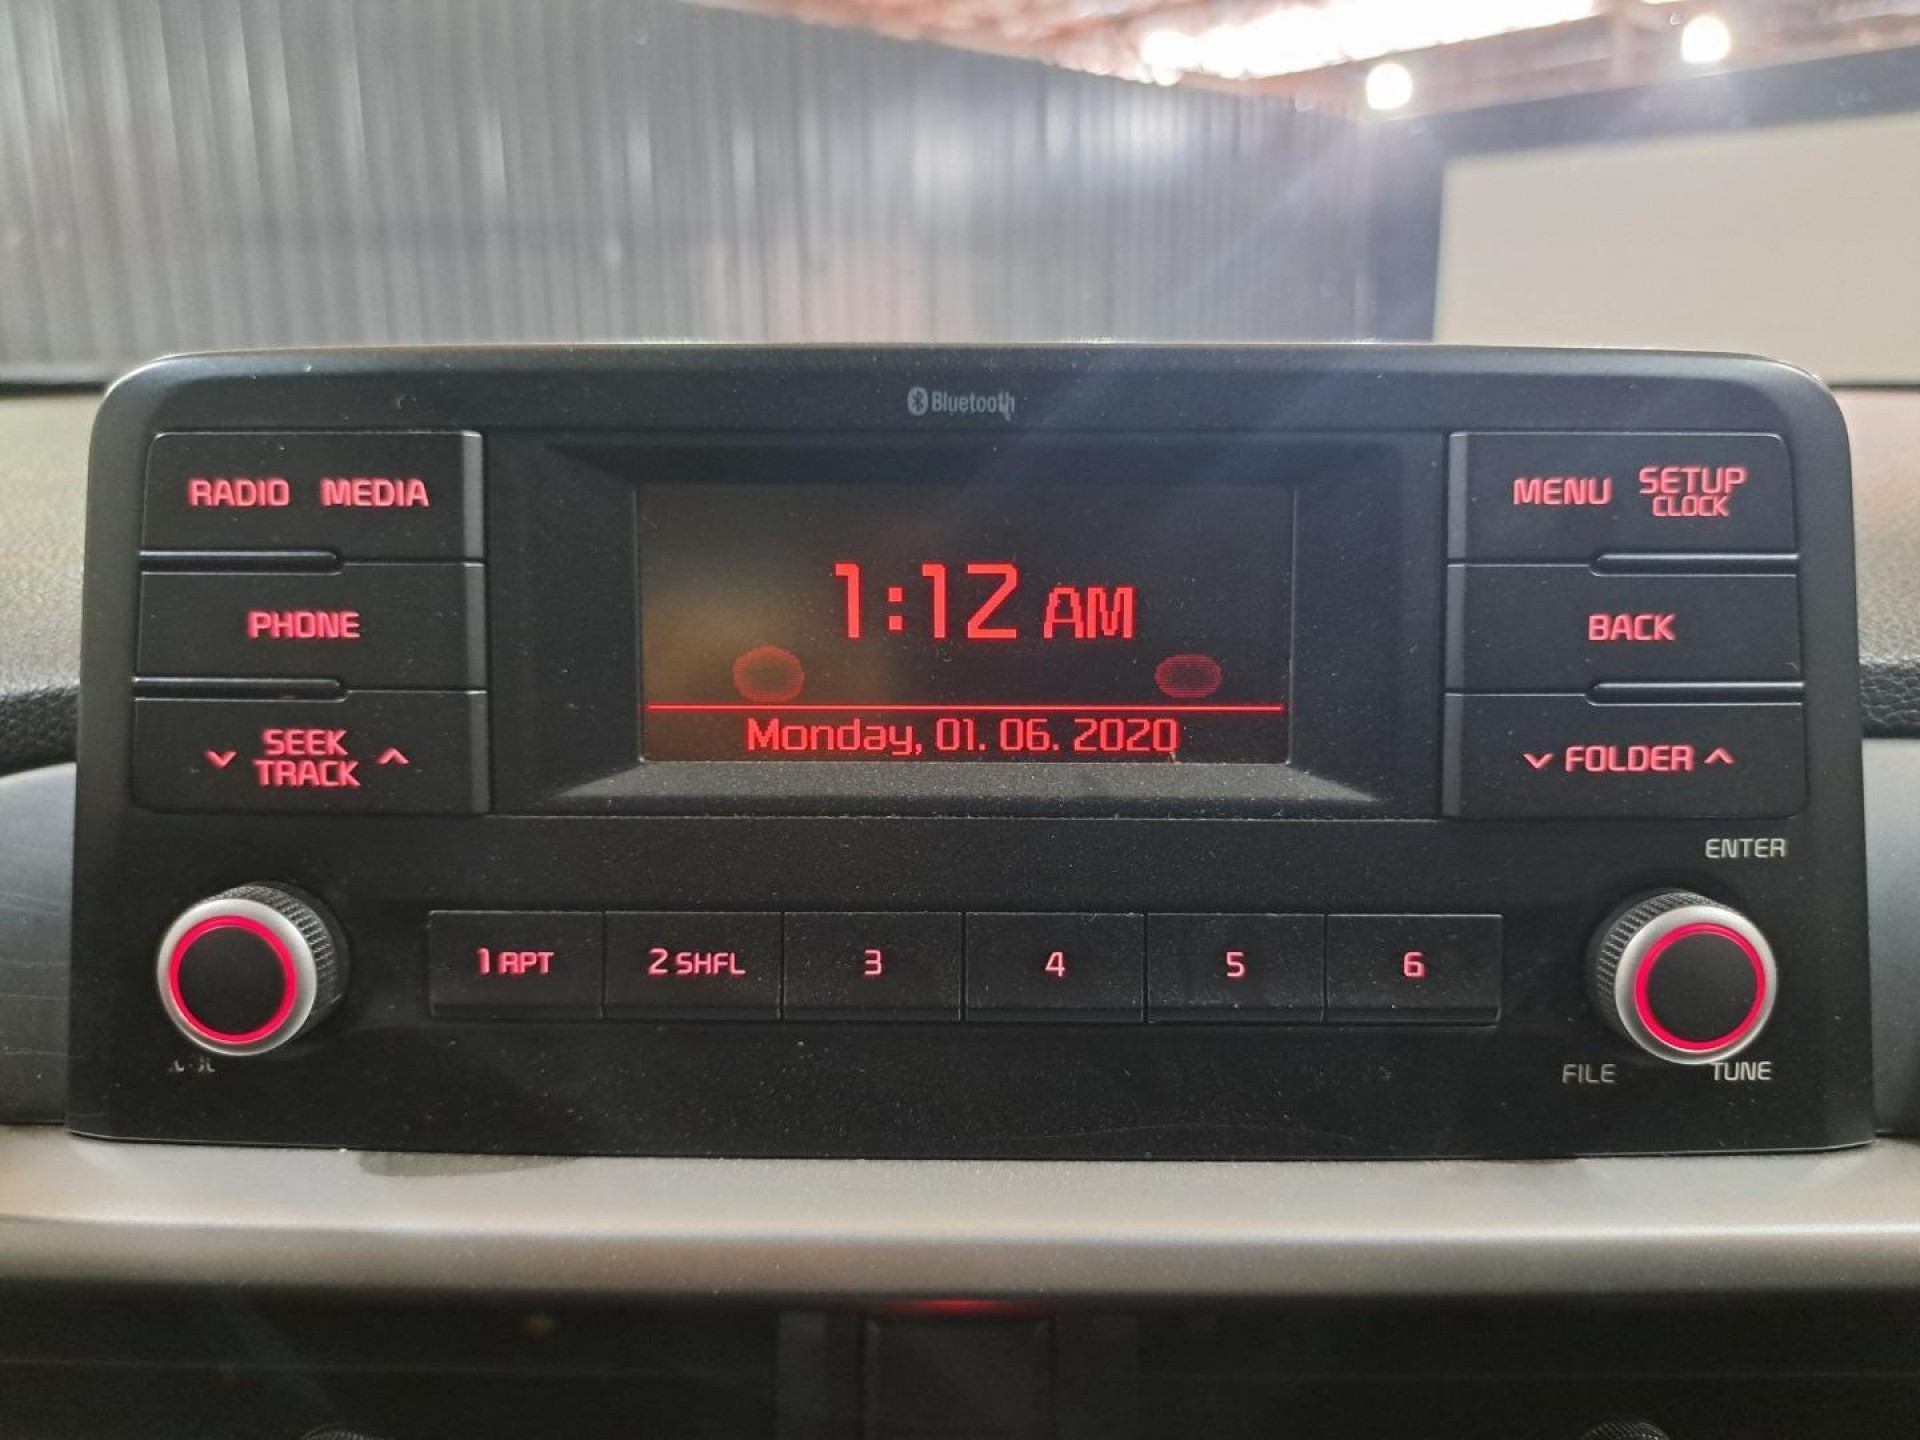 Bluetooth
RADIO MEDIA
MENU SETUP
CLOCK
1:12 AM
PHONE
BACK
Monday, 01. 06. 2020
SEEK
TRACK
FOLDER
ENTER
1 RPT
2 SHFL
3
4
5
6
FILE
TUNE